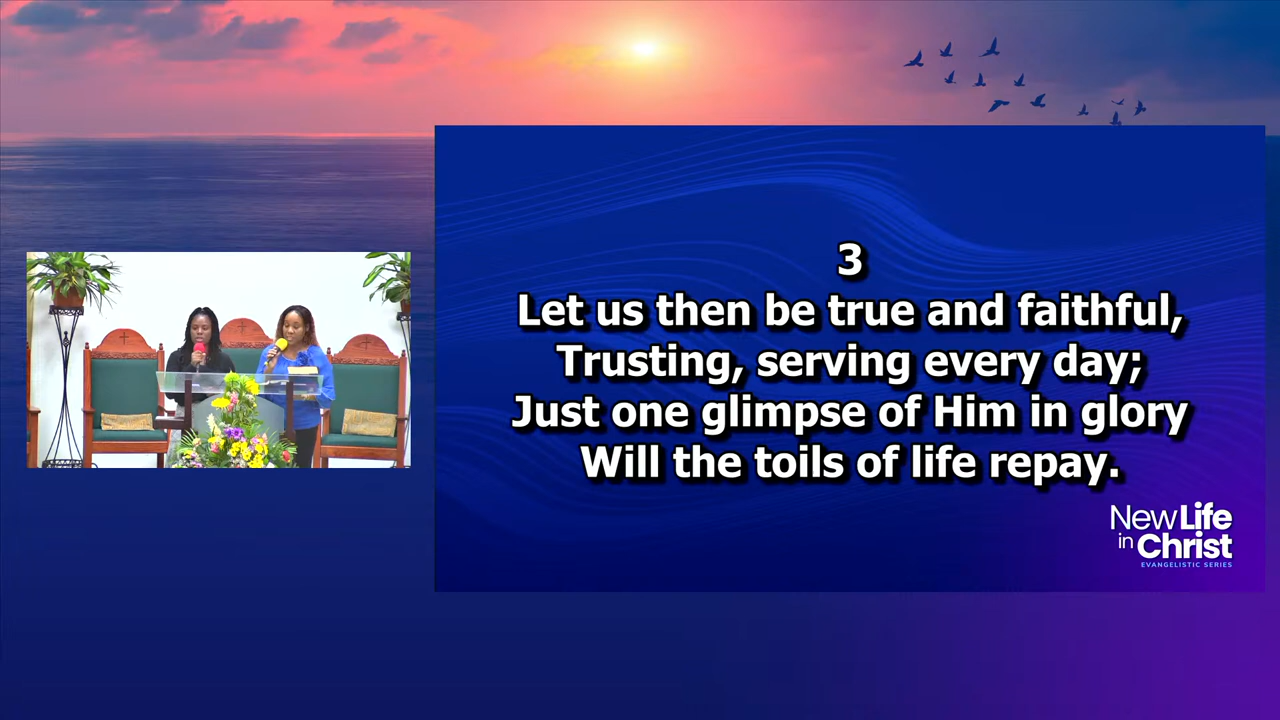 3
Let us then be true and faithful,
Trusting, serving every day;
Just one glimpse of Him in glory
Will the toils of life repay.
New Life
in Christ
EVANGELISTIC SERIES